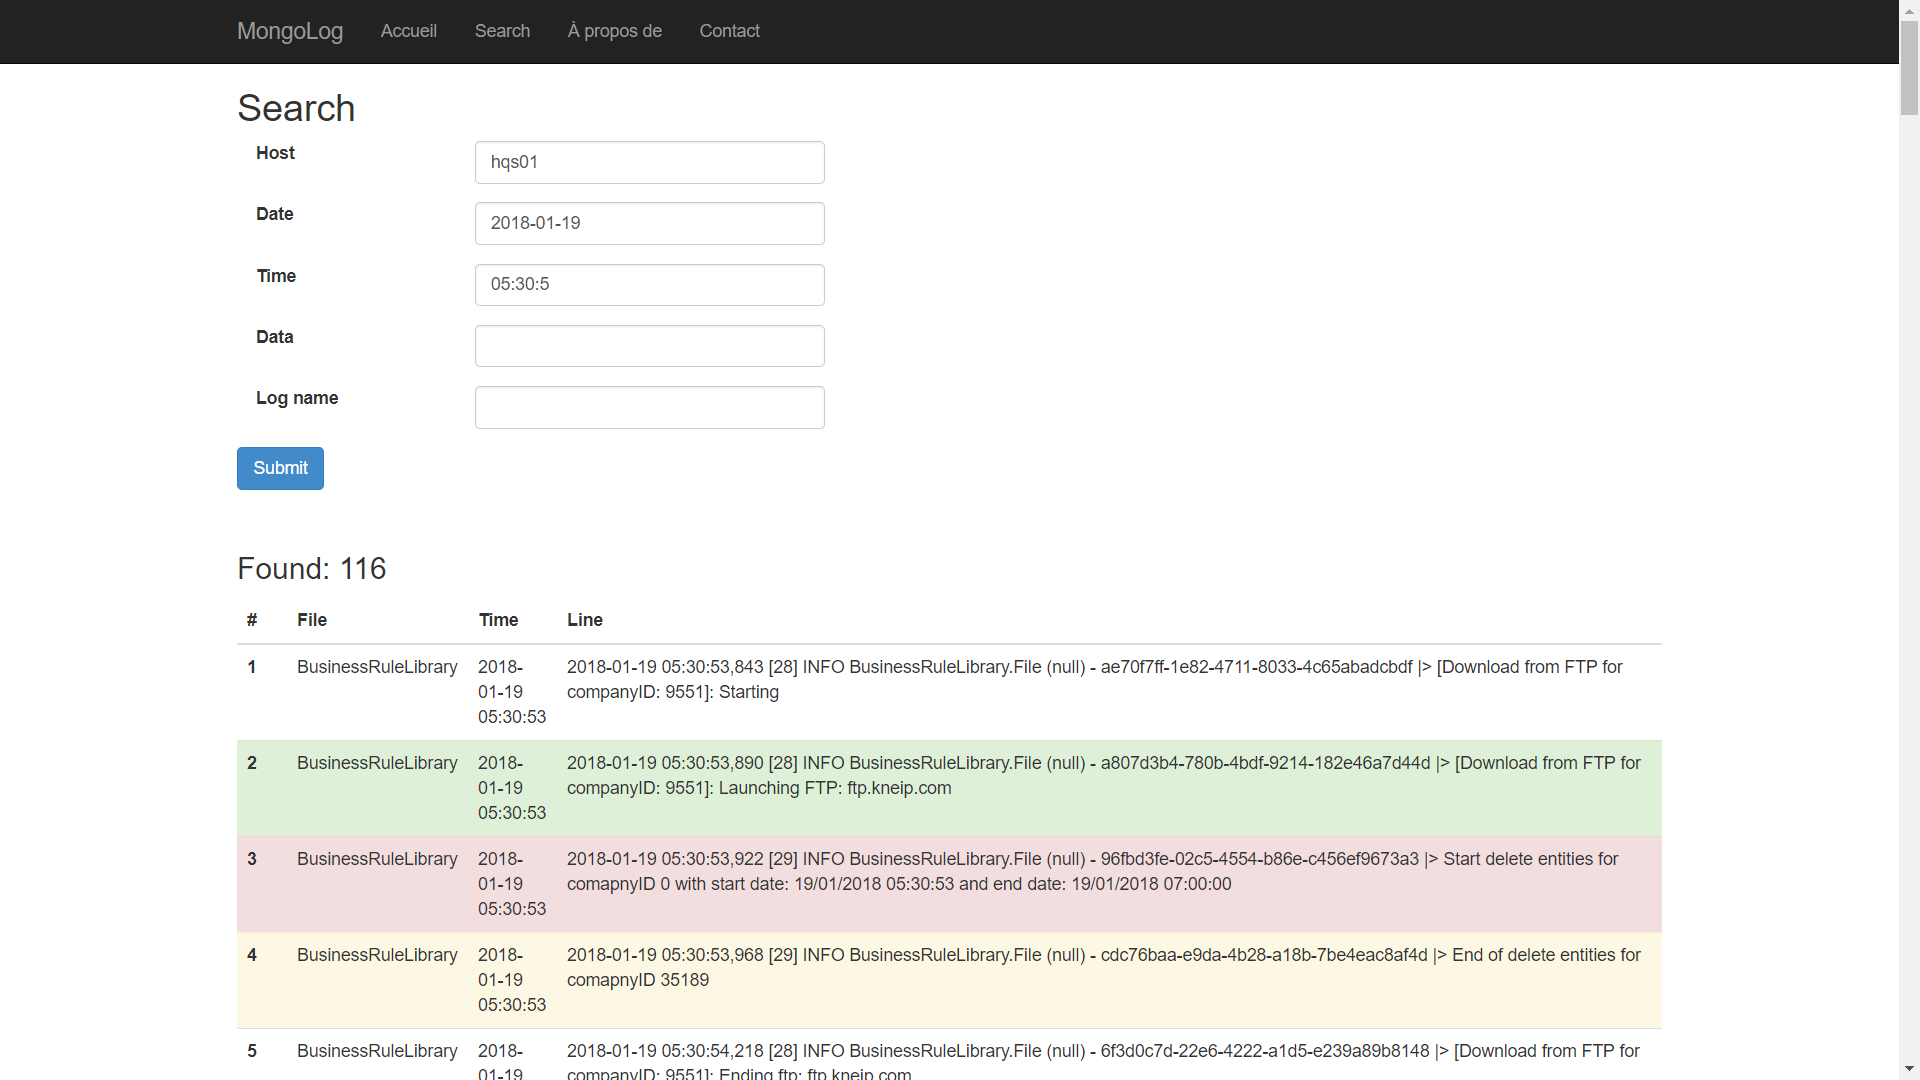 MongoLog Accueil Search À propos de Contact
Search
Host hqs01
Date 2018-01-19
Time 05:30:5
Data
Log name
Submit
Found: 116
# File Time Line
1 BusinessRuleLibrary 2018- 2018-01-19 05:30:53,843 [28] INFO BusinessRuleLibrary.File (null) - ae70f7ff-1e82-4711-8033-4c65abadcbdf |> [Download from FTP for
01-19 companyID: 9551]: Starting
05:30:53
2 BusinessRuleLibrary 2018- 2018-01-19 05:30:53,890 [28] INFO BusinessRuleLibrary.File (null) - a807d3b4-780b-4bdf-9214-182e46a7d44d |> [Download from FTP for
01-19 companyID: 9551]: Launching FTP: ftp.kneip.com
05:30:53
3 BusinessRuleLibrary 2018- 2018-01-19 05:30:53,922 [29] INFO BusinessRuleLibrary.File (null) - 96fbd3fe-02c5-4554-b86e-c456ef9673a3 |> Start delete entities for
01-19 comapnyID 0 with start date: 19/01/2018 05:30:53 and end date: 19/01/2018 07:00:00
05:30:53
4 BusinessRuleLibrary 2018- 2018-01-19 05:30:53,968 [29] INFO BusinessRuleLibrary.File (null) - cdc76baa-e9da-4b28-a18b-7be4eac8af4d |> End of delete entities for
01-19 comapnyID 35189
05:30:53
5 BusinessRuleLibrary 2018- 2018-01-19 05:30:54,218 [28] INFO BusinessRuleLibrary.File (null) - 6f3d0c7d-22e6-4222-a1d5-e239a89b8148 |> [Download from FTP for
01-19 companyID: 9551]: Ending ftp: ftp.kneip.com